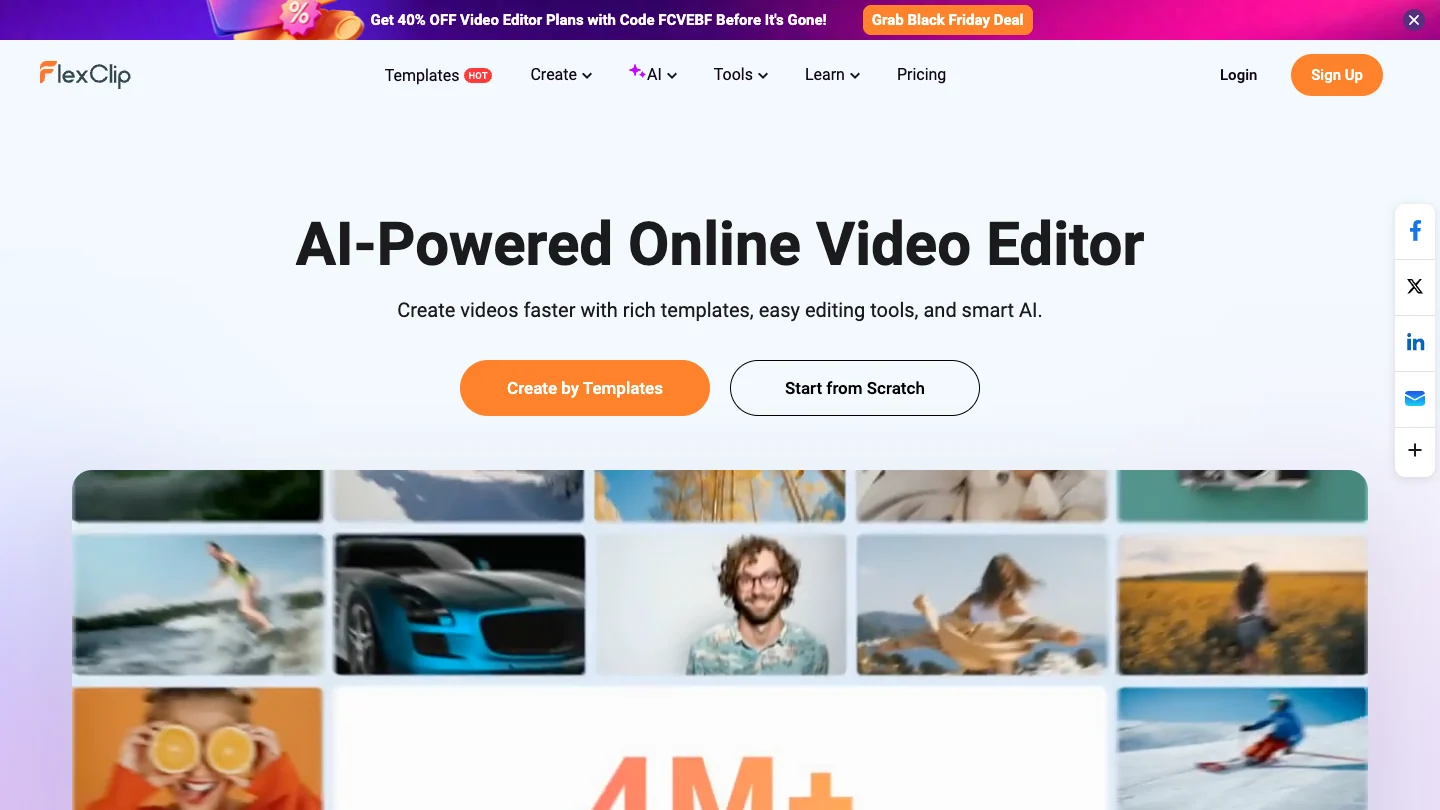 %
Get 40% OFF Video Editor Plans with Code FCVEBF Before It's Gone!
Grab Black Friday Deal
FlexClip
Templates HOT
Create
AI
Tools
Learn
Pricing
Login
Sign Up
AI-Powered Online Video Editor
Create videos faster with rich templates, easy editing tools, and smart AI.
Create by Templates
Start from Scratch
4M+